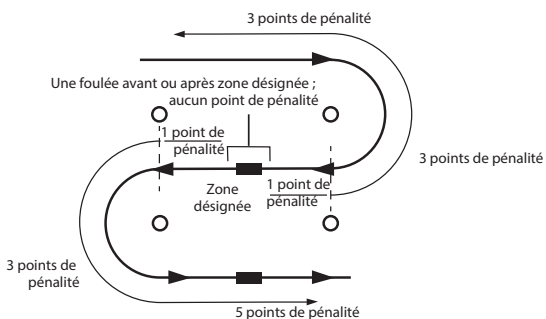 3 points de pénalité
Une foulée avant ou après zone désignée ;
aucun point de pénalité
1 point de
pénalité
3 points de pénalité
Zone
désignée
1 point de
pénalité
3 points de
pénalité
5 points de pénalité